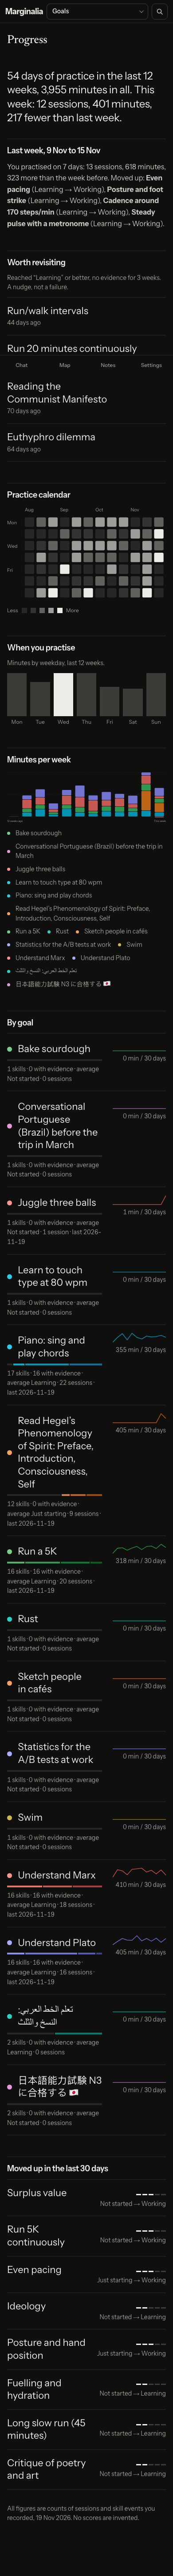 Marginalia
Goals
Progress
54 days of practice in the last 12
weeks, 3,955 minutes in all. This
week: 12 sessions, 401 minutes,
217 fewer than last week.
Last week, 9 Nov to 15 Nov
You practised on 7 days: 13 sessions, 618 minutes,
323 more than the week before. Moved up: Even
pacing (Learning → Working), Posture and foot
strike (Learning → Working), Cadence around
170 steps/min (Learning → Working), Steady
pulse with a metronome (Learning → Working).
Worth revisiting
Reached "Learning" or better, no evidence for 3 weeks.
A nudge, not a failure.
Run/walk intervals
44 days ago
Run 20 minutes continuously
Chat Map Notes Settings
Reading the
Communist Manifesto
70 days ago
Euthyphro dilemma
64 days ago
Practice calendar
Aug Sep Oct Nov
Mon
Wed
Fri
Less More
When you practise
Minutes by weekday, last 12 weeks.
Mon Tue Wed Thu Fri Sat Sun
Minutes per week
Bake sourdough
Conversational Portuguese (Brazil) before the trip in
March
Juggle three balls
Learn to touch type at 80 wpm
Piano: sing and play chords
Read Hegel's Phenomenology of Spirit: Preface,
Introduction, Consciousness, Self
Run a 5K Rust Sketch people in cafés
Statistics for the A/B tests at work Swim
Understand Marx Understand Plato
تعلم الخط العربي: النسخ والثلث
日本語能力試験 N3 に合格する 🇯🇵
By goal
Bake sourdough
0 min / 30 days
1 skills · 0 with evidence · average
Not started · 0 sessions
Conversational
Portuguese
(Brazil) before the
trip in March
0 min / 30 days
1 skills · 0 with evidence · average
Not started · 0 sessions
Juggle three balls
1 min / 30 days
1 skills · 0 with evidence · average
Not started · 1 session · last 2026-
11-19
Learn to touch
type at 80 wpm
0 min / 30 days
1 skills · 0 with evidence · average
Not started · 0 sessions
Piano: sing and
play chords
355 min / 30 days
17 skills · 16 with evidence ·
average Learning · 22 sessions ·
last 2026-11-19
Read Hegel's
Phenomenology
of Spirit: Preface,
Introduction,
Consciousness,
Self
405 min / 30 days
12 skills · 10 with evidence ·
average Just starting · 9 sessions ·
last 2026-11-19
Run a 5K
318 min / 30 days
16 skills · 16 with evidence ·
average Learning · 20 sessions ·
last 2026-11-19
Rust
0 min / 30 days
1 skills · 0 with evidence · average
Not started · 0 sessions
Sketch people
in cafés
0 min / 30 days
1 skills · 0 with evidence · average
Not started · 0 sessions
Statistics for the
A/B tests at work
0 min / 30 days
1 skills · 0 with evidence · average
Not started · 0 sessions
Swim
0 min / 30 days
1 skills · 0 with evidence · average
Not started · 0 sessions
Understand Marx
410 min / 30 days
16 skills · 16 with evidence ·
average Learning · 18 sessions ·
last 2026-11-19
Understand Plato
405 min / 30 days
16 skills · 16 with evidence ·
average Learning · 16 sessions ·
last 2026-11-19
تعلم الخط العربي:
النسخ والثلث
0 min / 30 days
2 skills · 0 with evidence · average
Learning · 0 sessions
日本語能力試験 N3
に合格する 🇯🇵
0 min / 30 days
2 skills · 0 with evidence · average
Not started · 0 sessions
Moved up in the last 30 days
Surplus value
Not started → Working
Run 5K
continuously
Not started → Working
Even pacing
Just starting → Working
Ideology
Not started → Learning
Posture and hand
position
Just starting → Working
Fuelling and
hydration
Not started → Learning
Long slow run (45
minutes)
Not started → Learning
Critique of poetry
and art
Not started → Learning
All figures are counts of sessions and skill events you
recorded, 19 Nov 2026. No scores are invented.